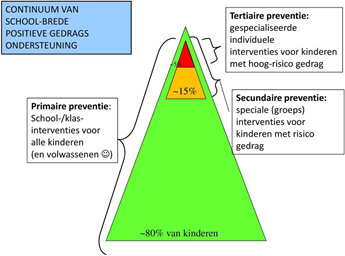 CONTINUUM VAN
SCHOOL-BREDE
POSITIEVE GEDRAGS
ONDERSTEUNING
Tertiaire preventie:
gespecialiseerde
individuele
interventies voor kinderen
met hoog-risico gedrag
~15%
Secundaire preventie:
speciale (groeps)
interventies voor
kinderen met risico
gedrag
Primaire preventie:
School-/klas-
interventies voor
alle kinderen
(en volwassenen ☺)
~80% van kinderen